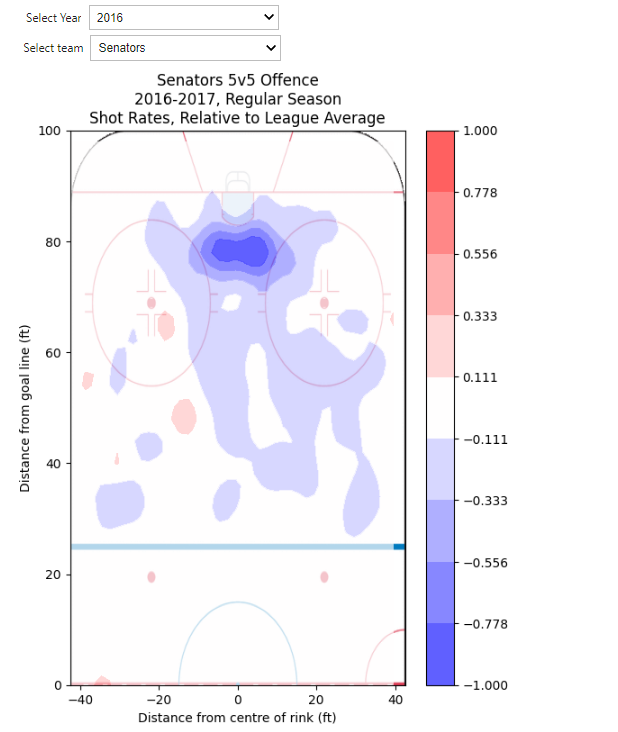 Select Year 2016
Select team Senators
Senators 5v5 Offence
2016-2017, Regular Season
Shot Rates, Relative to League Average
100
80
60
40
20
0
Distance from goal line (ft)
−40 −20 0 20 40
Distance from centre of rink (ft)
1.000
0.778
0.556
0.333
0.111
−0.111
−0.333
−0.556
−0.778
−1.000